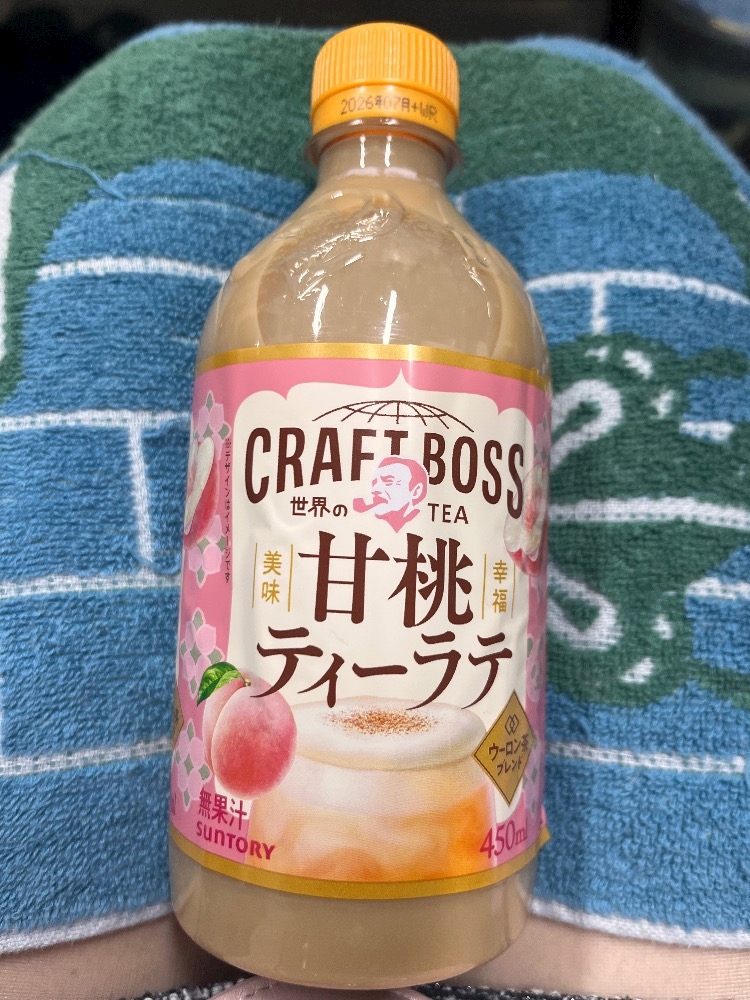 2026年07月+WR
CRAFT BOSS
世界の TEA
※デザインはイメージです
美味
甘桃
幸福
ティーラテ
ウーロン茶
ブレンド
無果汁
SUNTORY
450ml